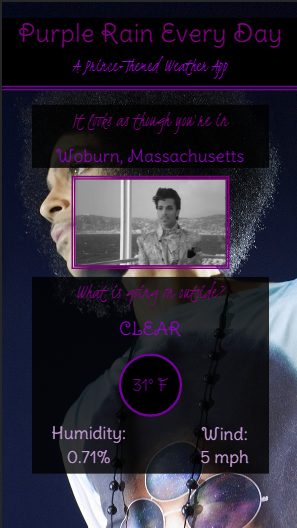 Purple Rain Every Day
A Prince-Themed Weather App
It looks as though you're in
Woburn, Massachusetts
What is going on outside?
CLEAR
31° F
Humidity: Wind:
0.71% 5 mph